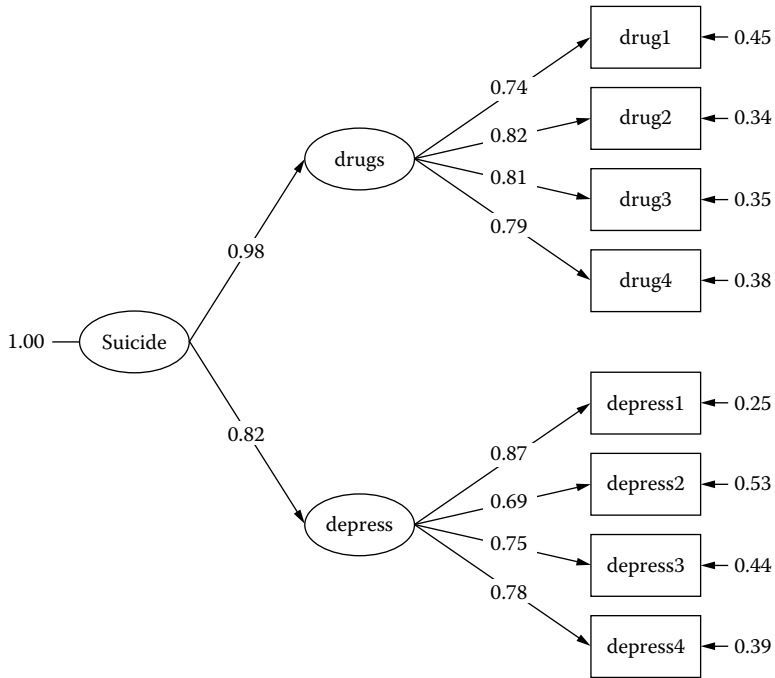 drug1
0.45
0.74
drug2
0.34
0.82
drugs
0.81
drug3
0.35
0.79
0.98
drug4
0.38
1.00
Suicide
depress1
0.25
0.82
0.87
depress2
0.53
0.69
depress
0.75
depress3
0.44
0.78
depress4
0.39